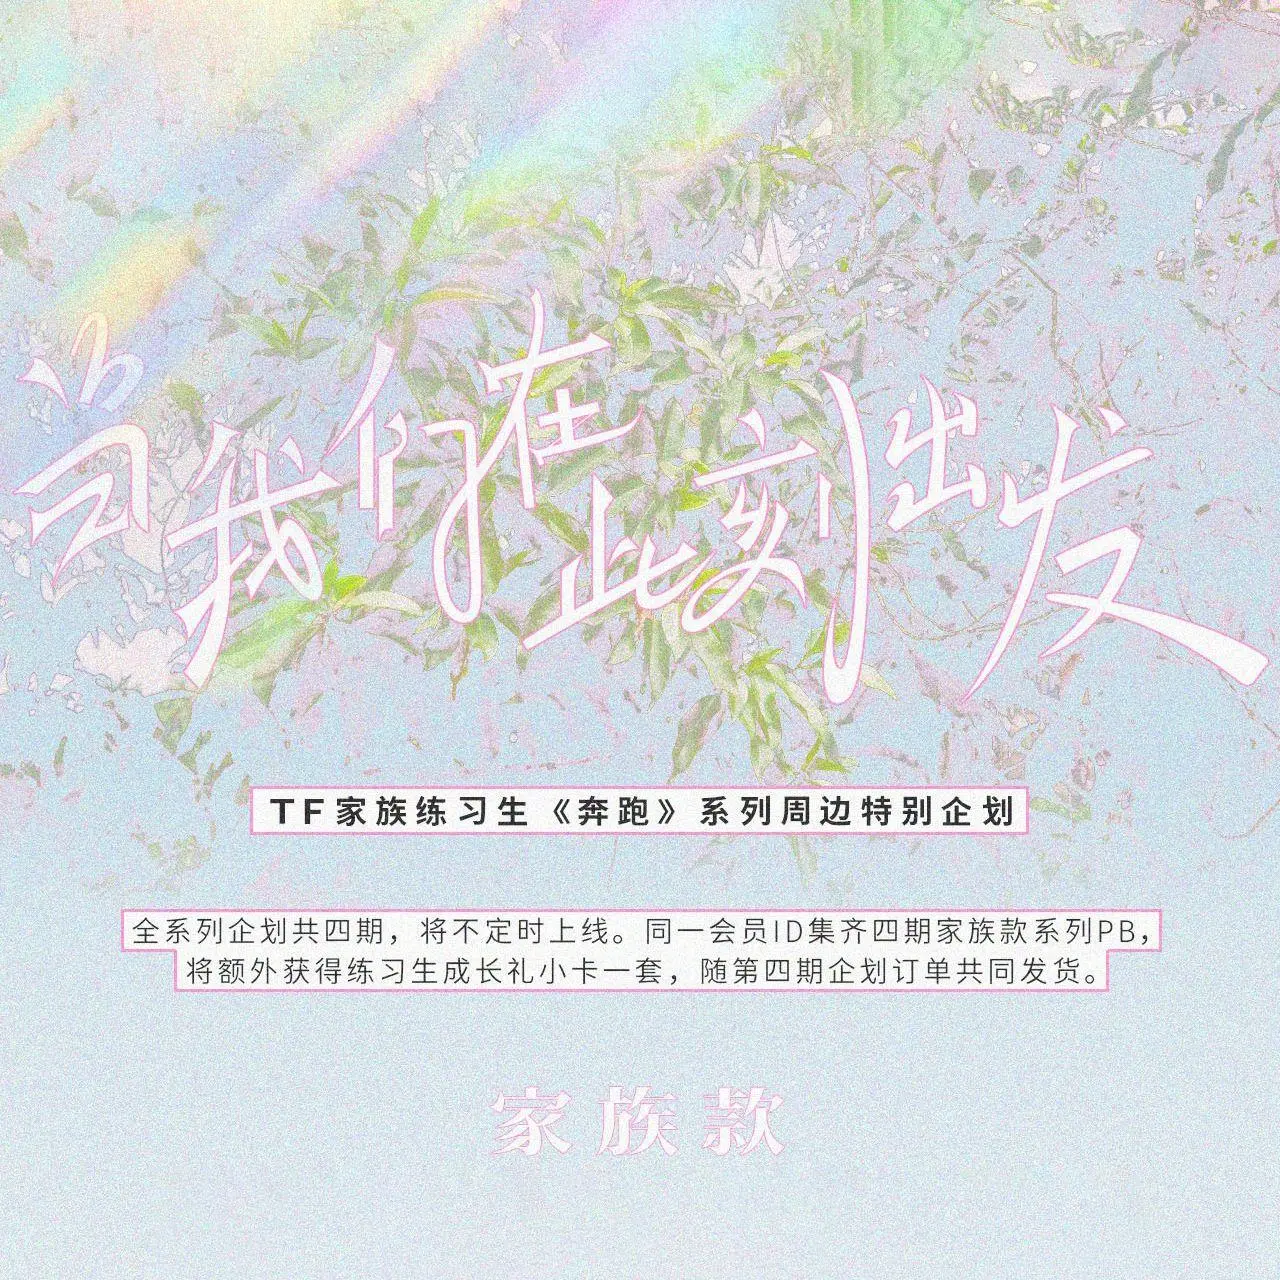 当我们在此刻出发
TF家族练习生《奔跑》系列周边特别企划
全系列企划共四期，将不定时上线。同一会员ID集齐四期家族款系列PB，
将额外获得练习生成长礼小卡一套，随第四期企划订单共同发货。
家族款